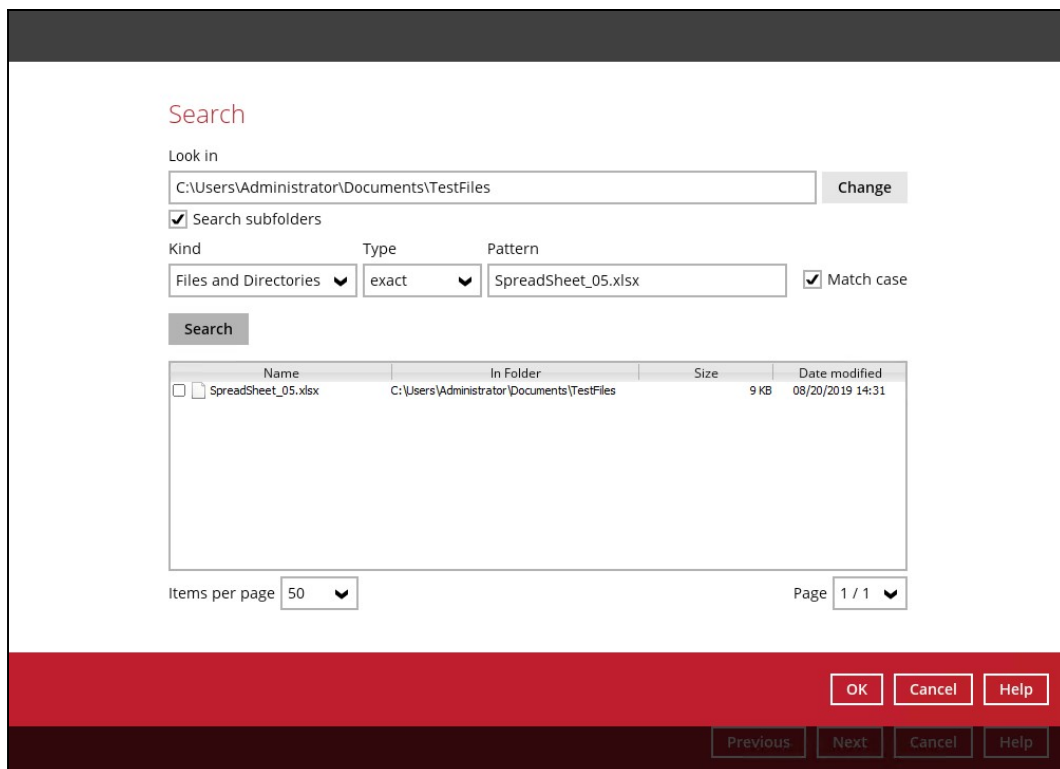 Search
Look in
C:\Users\Administrator\Documents\TestFiles Change
Search subfolders
Kind Type Pattern
Files and Directories exact SpreadSheet_05.xlsx Match case
Search
Name In Folder Size Date modified
SpreadSheet_05.xlsx C:\Users\Administrator\Documents\TestFiles 9 KB 08/20/2019 14:31
Items per page 50 Page 1 / 1
OK Cancel Help
Previous Next Cancel Help